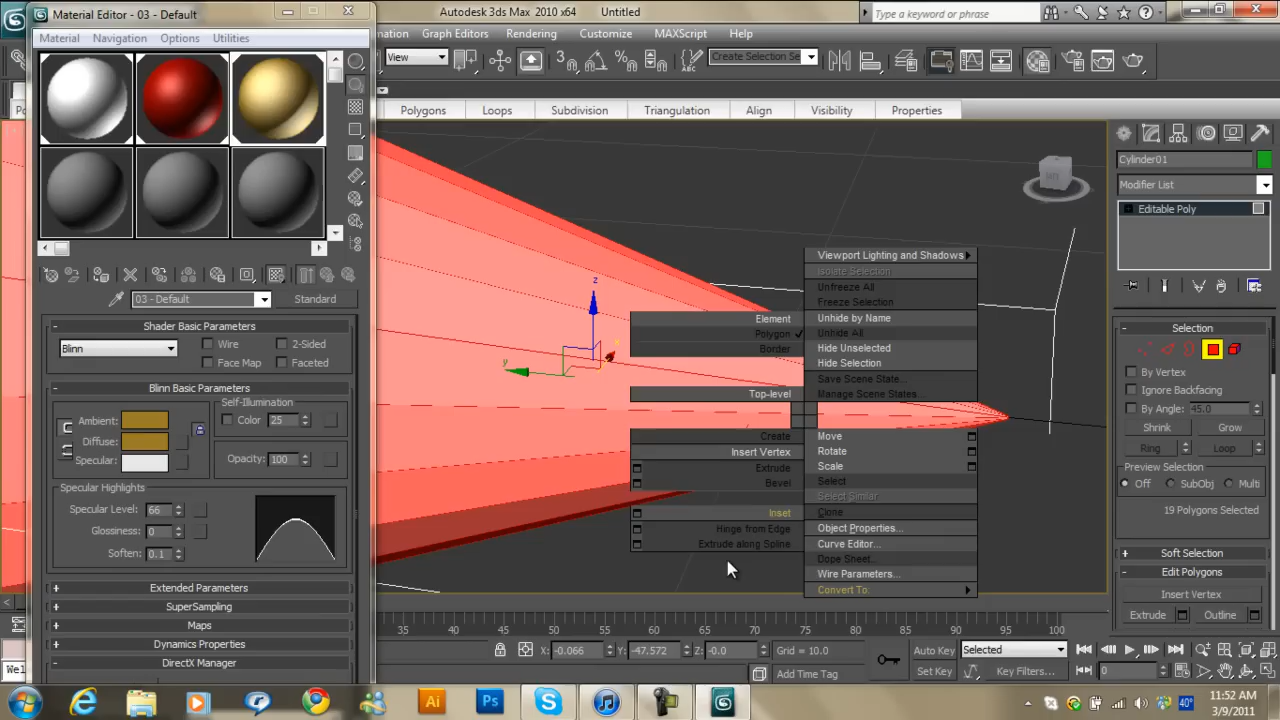 Material Editor - 03 - Default
Autodesk 3ds Max 2010 x64
Untitled
Type a keyword or phrase
Material
Navigation
Options
Utilities
mation
Graph Editors
Rendering
Customize
MAXScript
Help
View
Create Selection Se
Polygons
Loops
Subdivision
Triangulation
Align
Visibility
Properties
Cylinder01
Modifier List
Editable Poly
03 - Default
Standard
Shader Basic Parameters
Blinn
Wire
2-Sided
Face Map
Faceted
Blinn Basic Parameters
Self-Illumination
Color
25
Ambient:
Diffuse:
Specular:
Opacity:
100
Specular Highlights
Specular Level:
66
Glossiness:
0
Soften:
0.1
Extended Parameters
SuperSampling
Maps
Dynamics Properties
DirectX Manager
z
y
x
Viewport Lighting and Shadows
Isolate Selection
Unfreeze All
Freeze Selection
Unhide by Name
Unhide All
Hide Unselected
Hide Selection
Save Scene State...
Manage Scene States...
Element
Polygon
Border
Top-level
Create
Insert Vertex
Extrude
Bevel
Inset
Hinge from Edge
Extrude along Spline
Move
Rotate
Scale
Select
Select Similar
Clone
Object Properties...
Curve Editor...
Dope Sheet...
Wire Parameters...
Convert To:
Selection
By Vertex
Ignore Backfacing
By Angle:
45.0
Shrink
Grow
Ring
Loop
Preview Selection
Off
SubObj
Multi
19 Polygons Selected
Soft Selection
Edit Polygons
Insert Vertex
Extrude
Outline
35 40 45 50 55 60 65 70 75 80 85 90 95 100
Wel
X: -0.066
Y: -47.572
Z: -0.0
Grid = 10.0
Add Time Tag
Auto Key
Selected
Set Key
Key Filters...
0
Ai
Ps
40°
11:52 AM
3/9/2011